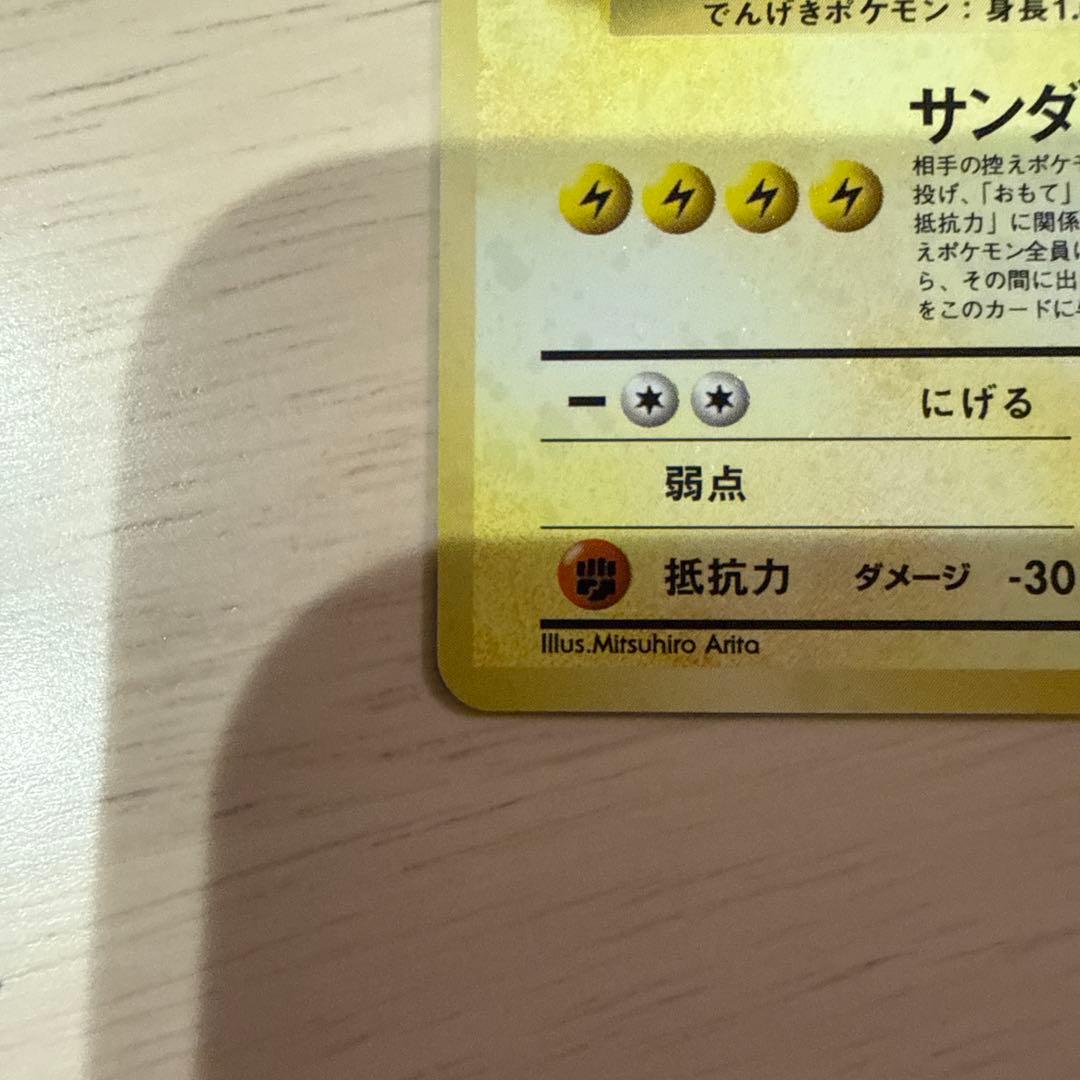 でんげきポケモン：身長1.
サンダ
相手の控えポケモ
投げ、「おもて」
抵抗力」に関係
えポケモン全員に
ら、その間に出
をこのカードに
にげる
弱点
抵抗力 ダメージ -30
Illus.Mitsuhiro Arita